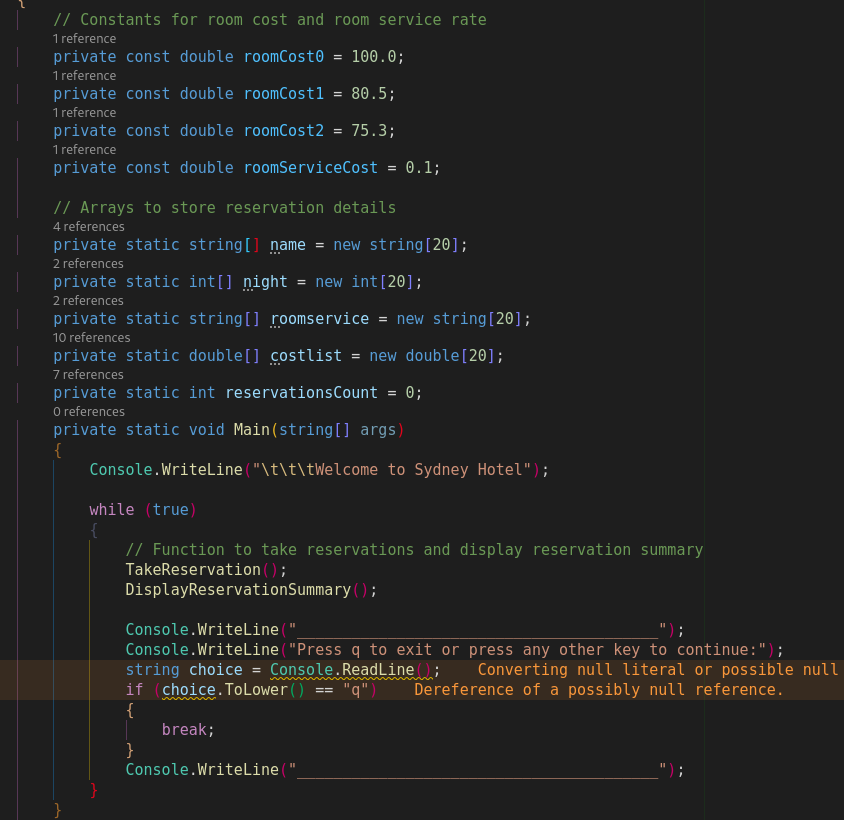 {
// Constants for room cost and room service rate
1 reference
private const double roomCost0 = 100.0;
1 reference
private const double roomCost1 = 80.5;
1 reference
private const double roomCost2 = 75.3;
1 reference
private const double roomServiceCost = 0.1;
// Arrays to store reservation details
4 references
private static string[] name = new string[20];
2 references
private static int[] night = new int[20];
2 references
private static string[] roomservice = new string[20];
10 references
private static double[] costlist = new double[20];
7 references
private static int reservationsCount = 0;
0 references
private static void Main(string[] args)
{
Console.WriteLine("\t\t\tWelcome to Sydney Hotel");
while (true)
{
// Function to take reservations and display reservation summary
TakeReservation();
DisplayReservationSummary();
Console.WriteLine("________________________________________");
Console.WriteLine("Press q to exit or press any other key to continue:");
string choice = Console.ReadLine(); Converting null literal or possible null
if (choice.ToLower() == "q") Dereference of a possibly null reference.
{
break;
}
Console.WriteLine("________________________________________");
}
}